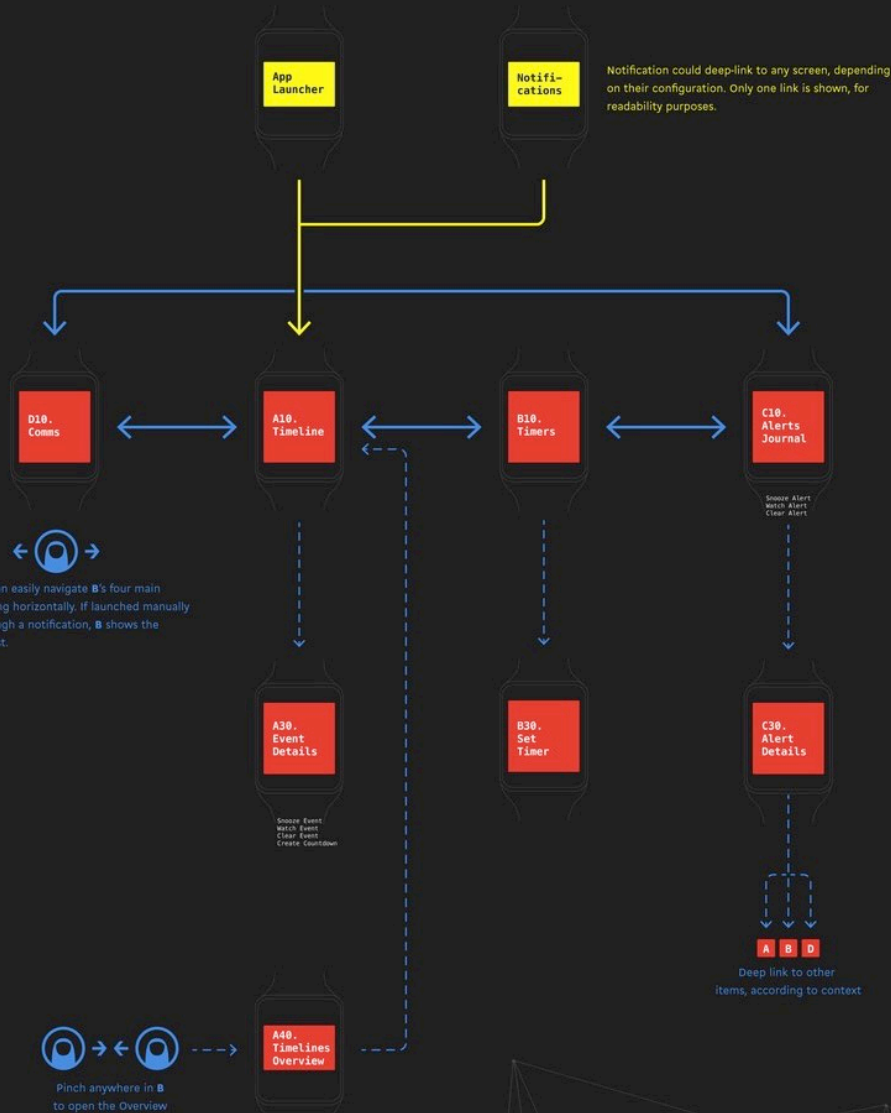 App
Launcher
Notifi-
cations
Notification could deep-link to any screen, depending
on their configuration. Only one link is shown, for
readability purposes.
D10.
Comms
A10.
Timeline
B10.
Timers
C10.
Alerts
Journal
Snooze Alert
Watch Alert
Clear Alert
n easily navigate B's four main
ng horizontally. If launched manually
gh a notification, B shows the
t.
A30.
Event
Details
B30.
Set
Timer
C30.
Alert
Details
Snooze Event
Watch Event
Clear Event
Create Countdown
A B D
Deep link to other
items, according to context
A40.
Timelines
Overview
Pinch anywhere in B
to open the Overview